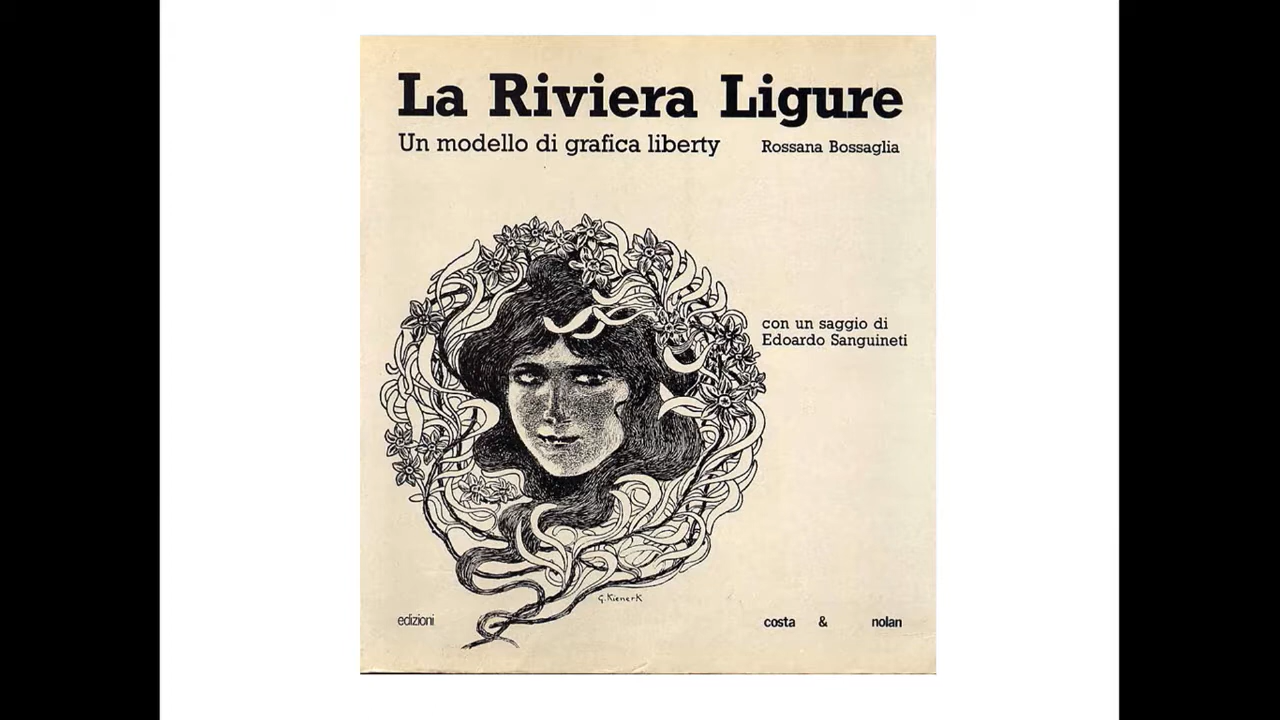 La Riviera Ligure
Un modello di grafica liberty Rossana Bossaglia
con un saggio di
Edoardo Sanguineti
G. Kienerk
edizioni costa & nolan